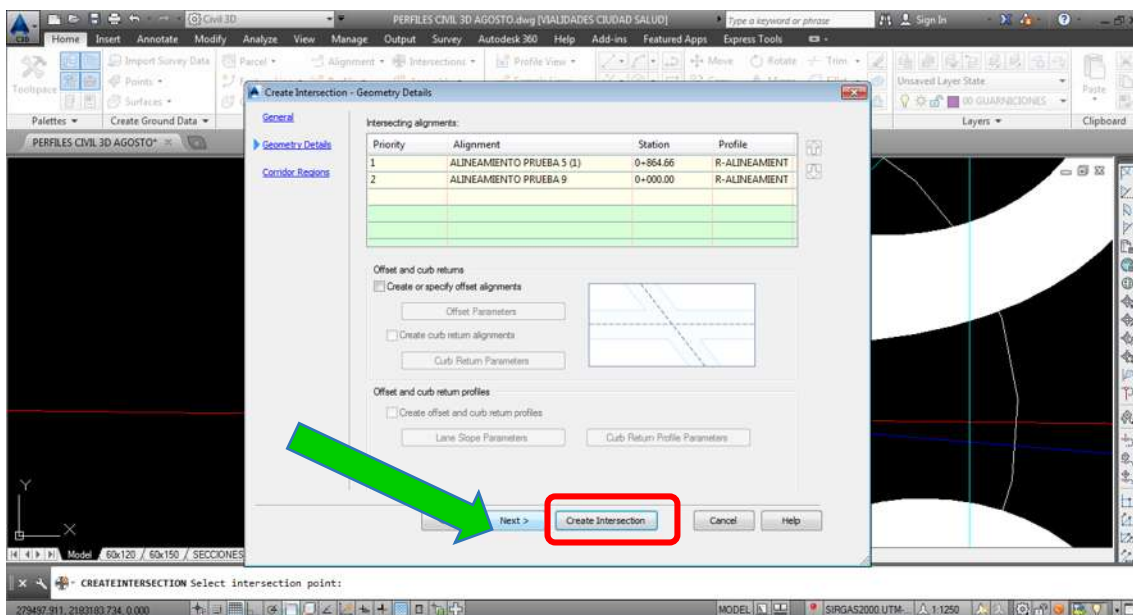 Civil 3D PERFILES CIVIL 3D AGOSTO.dwg [VIALIDADES CIUDAD SALUD] Type a keyword or phrase Sign In
C3D Home Insert Annotate Modify Analyze View Manage Output Survey Autodesk 360 Help Add-ins Featured Apps Express Tools
Import Survey Data Parcel Alignment Intersections Profile View Move Rotate Trim Unsaved Layer State
Toolspace Points Paste
Surfaces 00 GUARNICIONES
Palettes Create Ground Data Layers Clipboard
PERFILES CIVIL 3D AGOSTO*
Create Intersection - Geometry Details
General
Geometry Details
Corridor Regions
Intersecting alignments:
Priority Alignment Station Profile
1 ALINEAMIENTO PRUEBA 5 (1) 0+864.66 R-ALINEAMIENT
2 ALINEAMIENTO PRUEBA 9 0+000.00 R-ALINEAMIENT
Offset and curb returns
Create or specify offset alignments
Offset Parameters
Create curb return alignments
Curb Return Parameters
Offset and curb return profiles
Create offset and curb return profiles
Lane Slope Parameters Curb Return Profile Parameters
Next > Create Intersection Cancel Help
Y
X
Model 60x120 60x150 SECCIONES
CREATEINTERSECTION Select intersection point:
279497.911, 2183183.734, 0.000 MODEL SIRGAS2000.UTM-... 1:1250